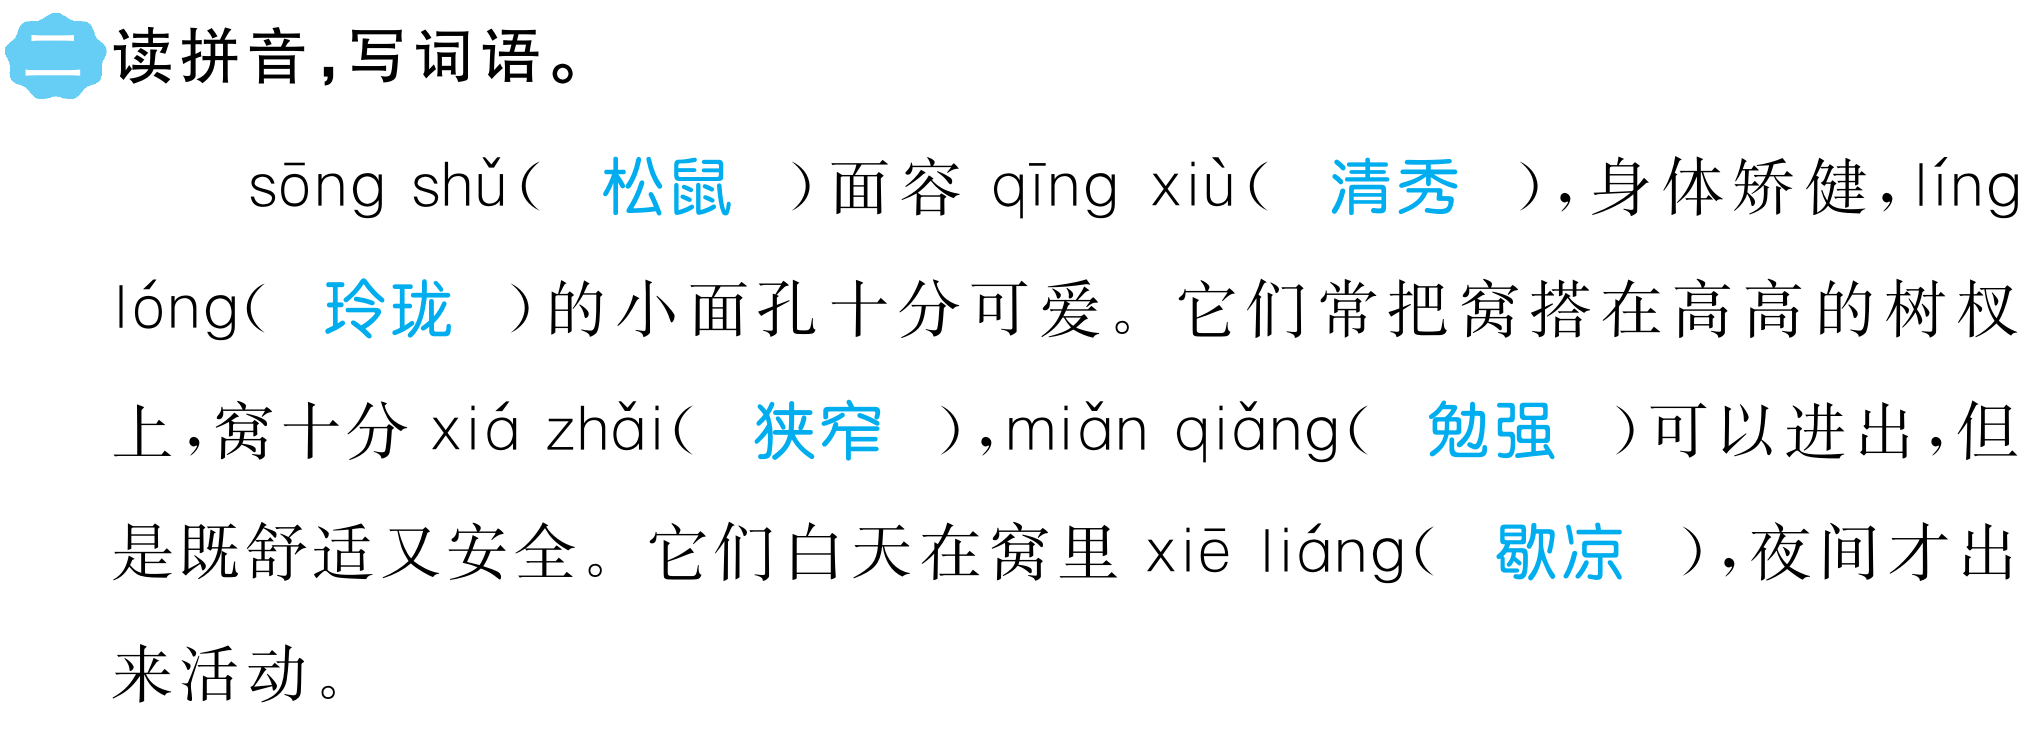 二 读拼音，写词语。
sōng shǔ（ 松鼠 ）面容 qīng xiù（ 清秀 ），身体矫健，líng
lóng（ 玲珑 ）的小面孔十分可爱。它们常把窝搭在高高的树杈
上，窝十分 xiá zhǎi（ 狭窄 ），miǎn qiǎng（ 勉强 ）可以进出，但
是既舒适又安全。它们白天在窝里 xiē liáng（ 歇凉 ），夜间才出
来活动。